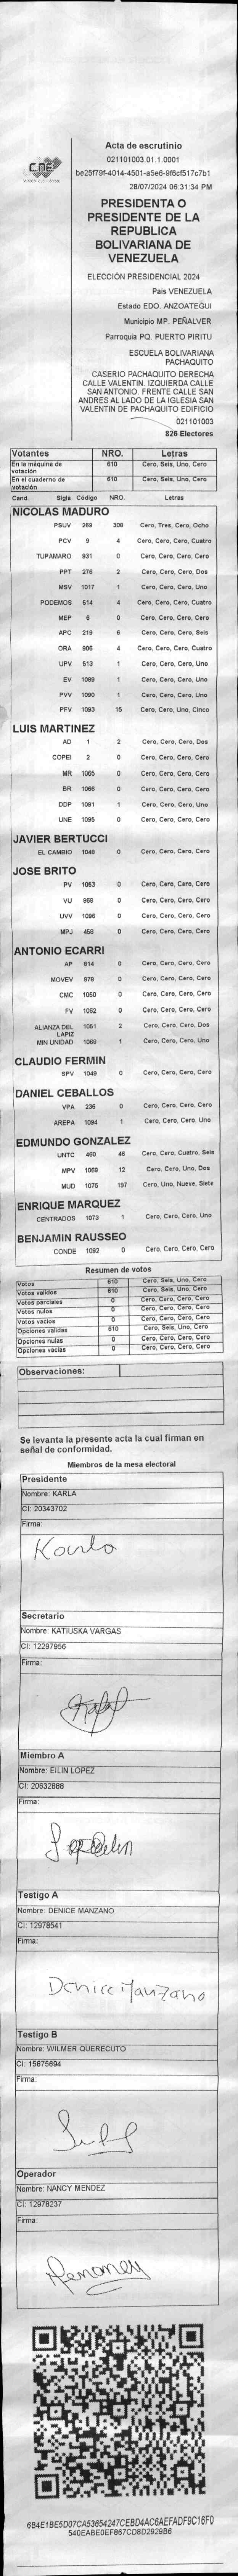 CNE
Acta de escrutinio
021101003.01.1.0001
be25f79f-4014-4501-a5e6-9f6cf517c7b1
28/07/2024 06:31:34 PM
PRESIDENTA O
PRESIDENTE DE LA
REPUBLICA
BOLIVARIANA DE
VENEZUELA
ELECCIÓN PRESIDENCIAL 2024
Pais VENEZUELA
Estado EDO. ANZOATEGUI
Municipio MP. PEÑALVER
Parroquia PQ. PUERTO PIRITU
ESCUELA BOLIVARIANA
PACHAQUITO
CASERIO PACHAQUITO DERECHA
CALLE VALENTIN. IZQUIERDA CALLE
SAN ANTONIO. FRENTE CALLE SAN
ANDRES AL LADO DE LA IGLESIA SAN
VALENTIN DE PACHAQUITO EDIFICIO
021101003
826 Electores
Votantes NRO. Letras
En la máquina de votación 610 Cero, Seis, Uno, Cero
En el cuaderno de votación 610 Cero, Seis, Uno, Cero
Cand. Sigla Código NRO. Letras
NICOLAS MADURO
PSUV 269 308 Cero, Tres, Cero, Ocho
PCV 9 4 Cero, Cero, Cero, Cuatro
TUPAMARO 931 0 Cero, Cero, Cero, Cero
PPT 276 2 Cero, Cero, Cero, Dos
MSV 1017 1 Cero, Cero, Cero, Uno
PODEMOS 514 4 Cero, Cero, Cero, Cuatro
MEP 6 0 Cero, Cero, Cero, Cero
APC 219 6 Cero, Cero, Cero, Seis
ORA 906 4 Cero, Cero, Cero, Cuatro
UPV 513 1 Cero, Cero, Cero, Uno
EV 1089 1 Cero, Cero, Cero, Uno
PVV 1090 1 Cero, Cero, Cero, Uno
PFV 1093 15 Cero, Cero, Uno, Cinco
LUIS MARTINEZ
AD 1 2 Cero, Cero, Cero, Dos
COPEI 2 0 Cero, Cero, Cero, Cero
MR 1065 0 Cero, Cero, Cero, Cero
BR 1066 0 Cero, Cero, Cero, Cero
DDP 1091 1 Cero, Cero, Cero, Uno
UNE 1095 0 Cero, Cero, Cero, Cero
JAVIER BERTUCCI
EL CAMBIO 1048 0 Cero, Cero, Cero, Cero
JOSE BRITO
PV 1053 0 Cero, Cero, Cero, Cero
VU 868 0 Cero, Cero, Cero, Cero
UVV 1096 0 Cero, Cero, Cero, Cero
MPJ 458 0 Cero, Cero, Cero, Cero
ANTONIO ECARRI
AP 814 0 Cero, Cero, Cero, Cero
MOVEV 878 0 Cero, Cero, Cero, Cero
CMC 1050 0 Cero, Cero, Cero, Cero
FV 1062 0 Cero, Cero, Cero, Cero
ALIANZA DEL LAPIZ 1051 2 Cero, Cero, Cero, Dos
MIN UNIDAD 1069 1 Cero, Cero, Cero, Uno
CLAUDIO FERMIN
SPV 1049 0 Cero, Cero, Cero, Cero
DANIEL CEBALLOS
VPA 236 0 Cero, Cero, Cero, Cero
AREPA 1094 1 Cero, Cero, Cero, Uno
EDMUNDO GONZALEZ
UNTC 460 46 Cero, Cero, Cuatro, Seis
MPV 1069 12 Cero, Cero, Uno, Dos
MUD 1075 197 Cero, Uno, Nueve, Siete
ENRIQUE MARQUEZ
CENTRADOS 1073 1 Cero, Cero, Cero, Uno
BENJAMIN RAUSSEO
CONDE 1092 0 Cero, Cero, Cero, Cero
Resumen de votos
Votos 610 Cero, Seis, Uno, Cero
Votos validos 610 Cero, Seis, Uno, Cero
Votos parciales 0 Cero, Cero, Cero, Cero
Votos nulos 0 Cero, Cero, Cero, Cero
Votos vacios 0 Cero, Cero, Cero, Cero
Opciones validas 610 Cero, Seis, Uno, Cero
Opciones nulas 0 Cero, Cero, Cero, Cero
Opciones vacias 0 Cero, Cero, Cero, Cero
Observaciones:
Se levanta la presente acta la cual firman en
señal de conformidad.
Miembros de la mesa electoral
Presidente
Nombre: KARLA
CI: 20343702
Firma:
Karla
Secretario
Nombre: KATIUSKA VARGAS
CI: 12297956
Firma:
Miembro A
Nombre: EILIN LOPEZ
CI: 20632888
Firma:
Testigo A
Nombre: DENICE MANZANO
CI: 12978541
Firma:
Denice Manzano
Testigo B
Nombre: WILMER QUERECUTO
CI: 15875694
Firma:
Operador
Nombre: NANCY MENDEZ
CI: 12978237
Firma:
6B4E1BE5D07CA53654247CEBD4AC6AEFADF9C16FD
540EABE0EF867CD8D2929B6